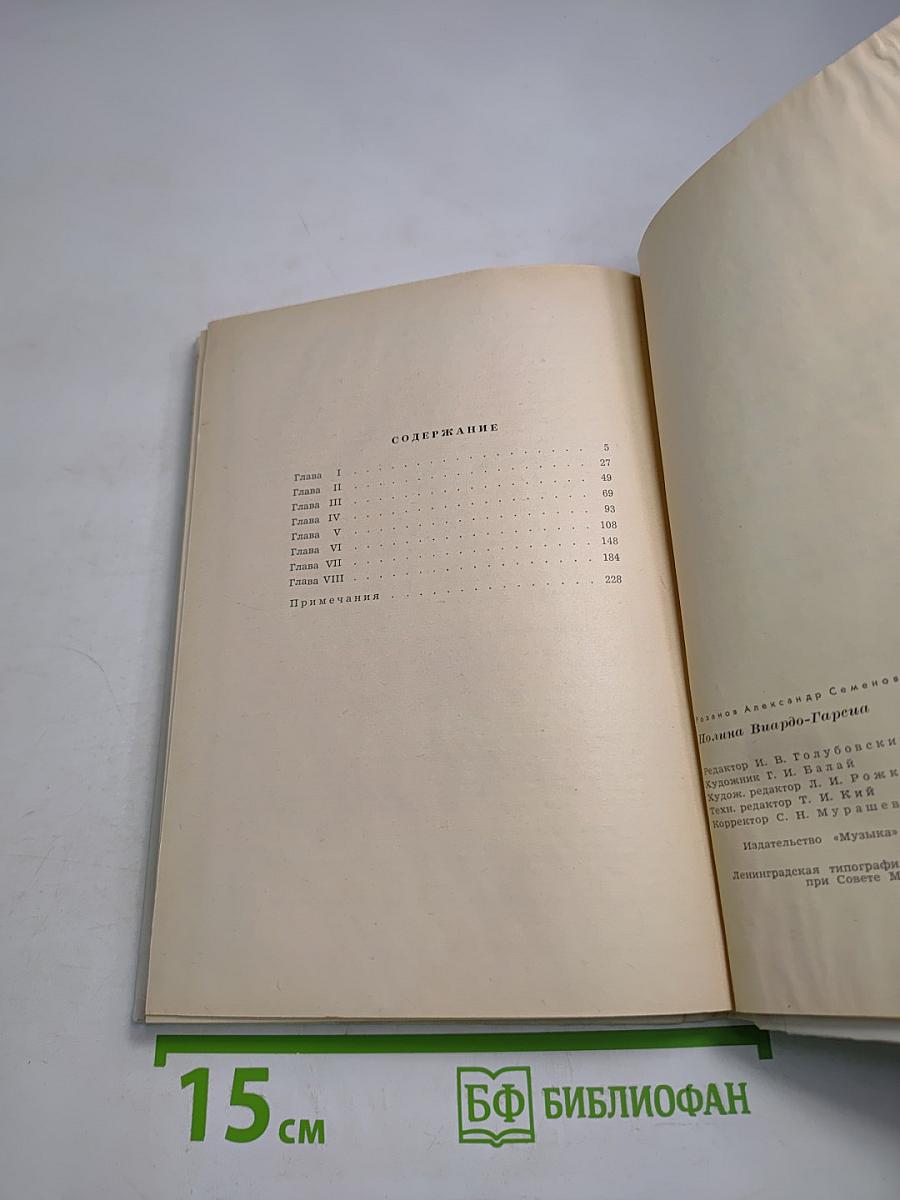 СОДЕРЖАНИЕ
Глава I . . . . . . . . . . . . . . . . . . 5
Глава II . . . . . . . . . . . . . . . . . . 27
Глава III . . . . . . . . . . . . . . . . . . 49
Глава IV . . . . . . . . . . . . . . . . . . 69
Глава V . . . . . . . . . . . . . . . . . . 93
Глава VI . . . . . . . . . . . . . . . . . . 108
Глава VII . . . . . . . . . . . . . . . . . . 148
Глава VIII . . . . . . . . . . . . . . . . . . 184
Примечания . . . . . . . . . . . . . . . 228
Александр Семенов
Полина Виардо-Гарсиа
Редактор И. В. Голубовски
Художник Г. И. Балай
Худож. редактор Л. И. Рожк
Техн. редактор Т. И. Кий
Корректор С. Н. Мурашев
Издательство «Музыка»
Ленинградская типографи
при Совете М
15 см
БФ БИБЛИОФАН